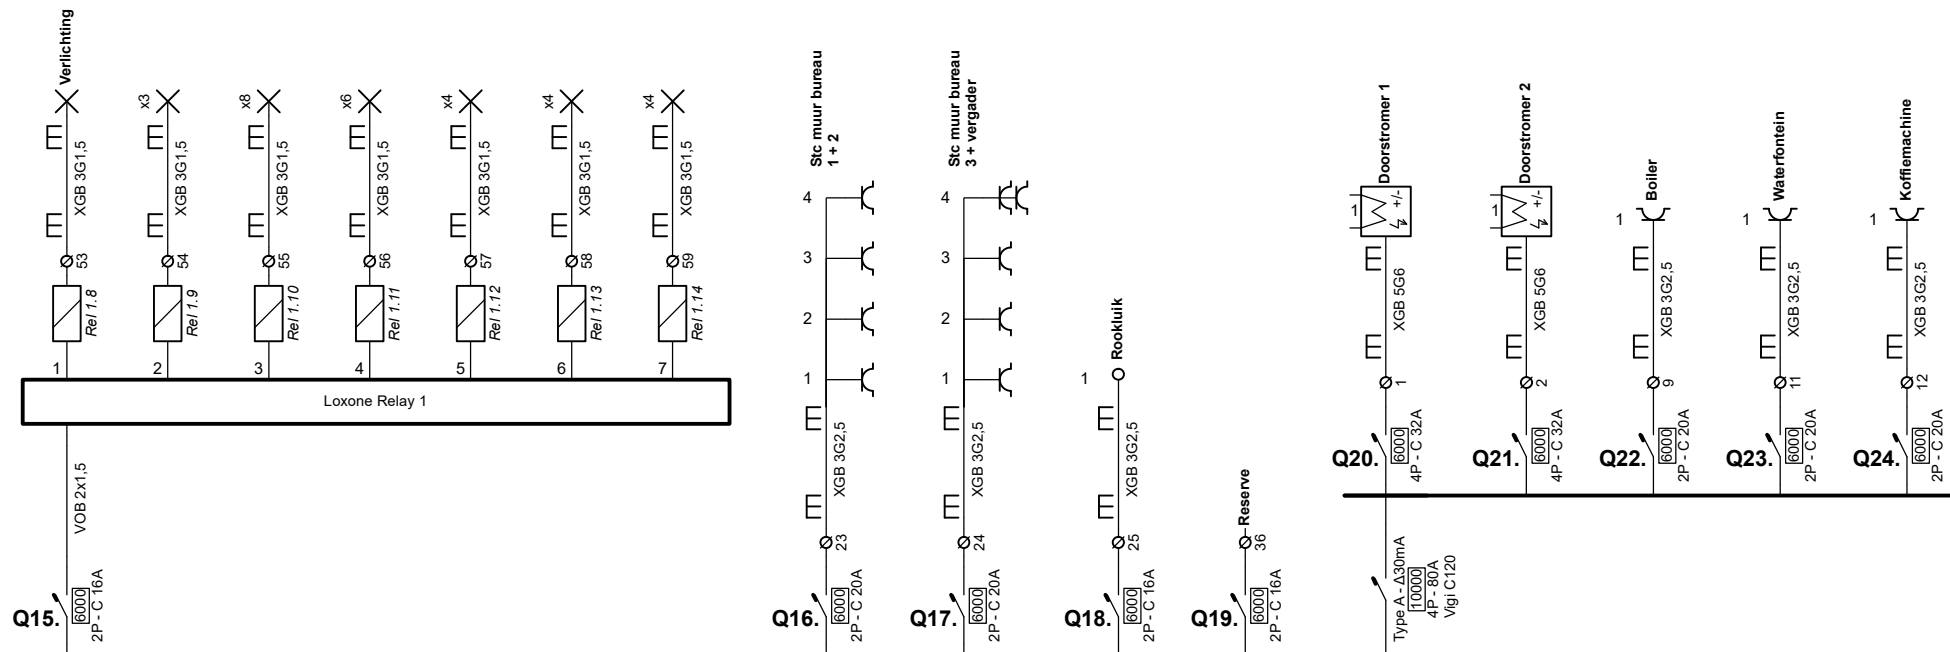 Verlichting
x3
x8
x6
x4
x4
x4
XGB 3G1,5
XGB 3G1,5
XGB 3G1,5
XGB 3G1,5
XGB 3G1,5
XGB 3G1,5
XGB 3G1,5
53
54
55
56
57
58
59
Rel 1.8
Rel 1.9
Rel 1.10
Rel 1.11
Rel 1.12
Rel 1.13
Rel 1.14
1
2
3
4
5
6
7
Loxone Relay 1
VOB 2x1,5
Q15.
6000
2P - C 16A
Stc muur bureau
1 + 2
4
3
2
1
XGB 3G2,5
23
Q16.
6000
2P - C 20A
Stc muur bureau
3 + vergader
4
3
2
1
XGB 3G2,5
24
Q17.
6000
2P - C 20A
Rookluik
1
XGB 3G2,5
25
Q18.
6000
2P - C 16A
Reserve
36
Q19.
6000
2P - C 16A
Doorstromer 1
1
+/-
XGB 5G6
1
Q20.
6000
4P - C 32A
Doorstromer 2
1
+/-
XGB 5G6
2
Q21.
6000
4P - C 32A
Boiler
1
XGB 3G2,5
9
Q22.
6000
2P - C 20A
Waterfontein
1
XGB 3G2,5
11
Q23.
6000
2P - C 20A
Koffiemachine
1
XGB 3G2,5
12
Q24.
6000
2P - C 20A
Type A - Δ30mA
10000
4P - 80A
Vigi C120